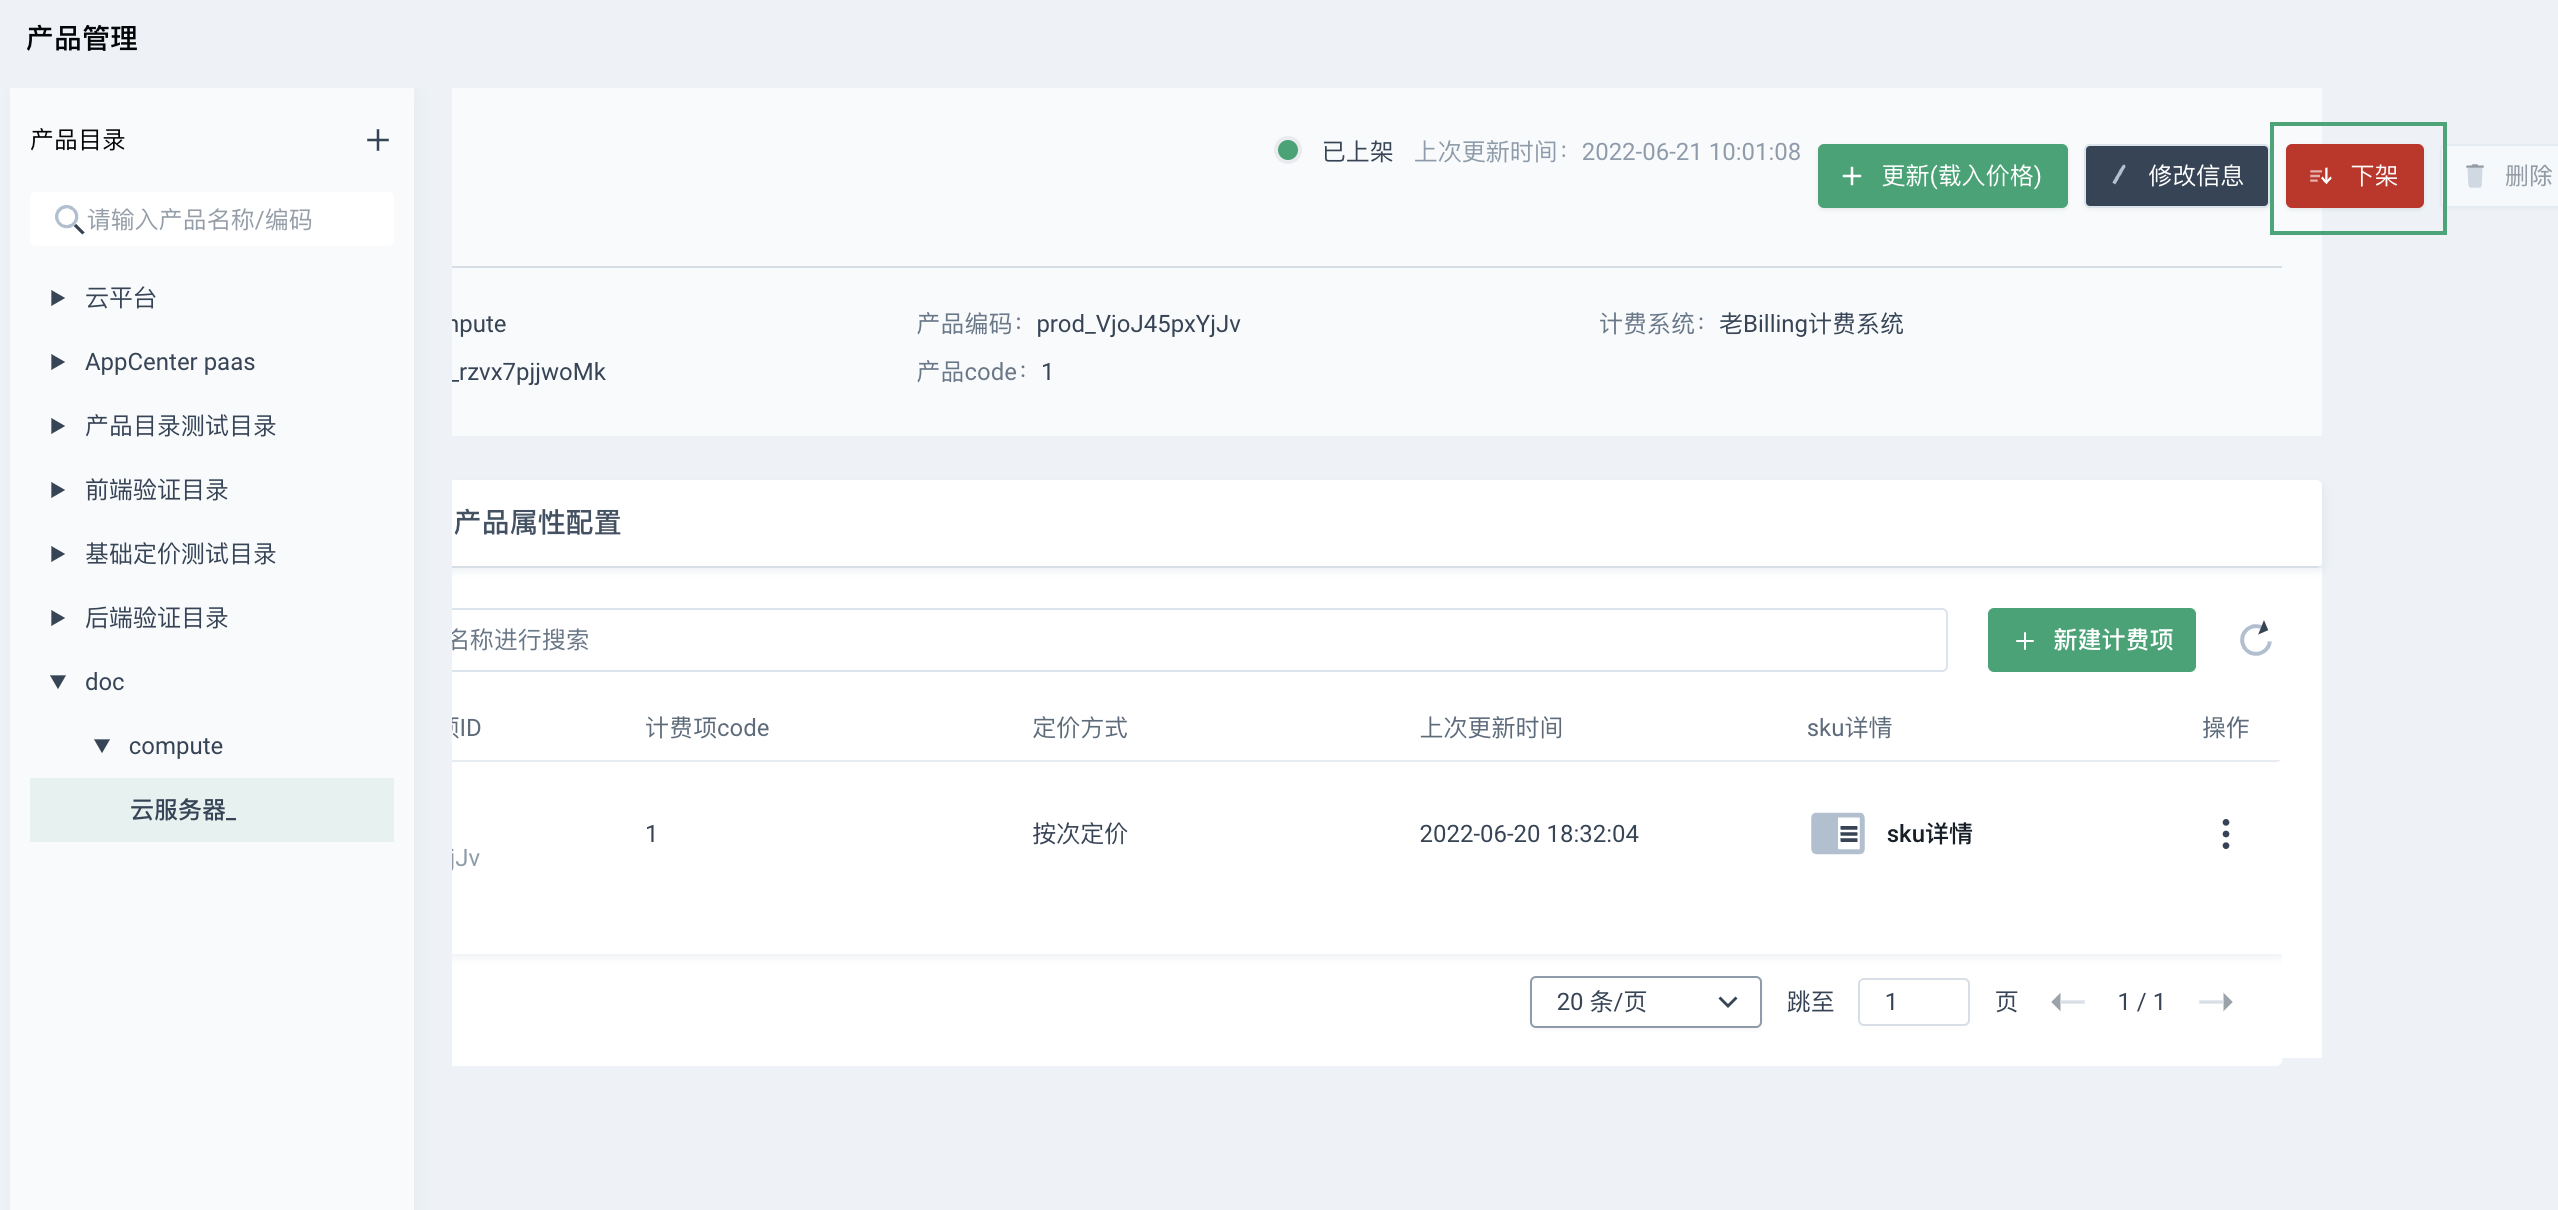 产品管理
产品目录
请输入产品名称/编码
云平台
AppCenter paas
产品目录测试目录
前端验证目录
基础定价测试目录
后端验证目录
doc
compute
云服务器_
已上架 上次更新时间：2022-06-21 10:01:08 更新(载入价格) 修改信息 下架 删除
pute 产品编码：prod_VjoJ45pxYjJv 计费系统：老Billing计费系统
_rzvx7pjjwoMk 产品code：1
产品属性配置
名称进行搜索 新建计费项
ID 计费项code 定价方式 上次更新时间 sku详情 操作
1 按次定价 2022-06-20 18:32:04 sku详情
jJv
20 条/页 跳至 1 页 1 / 1